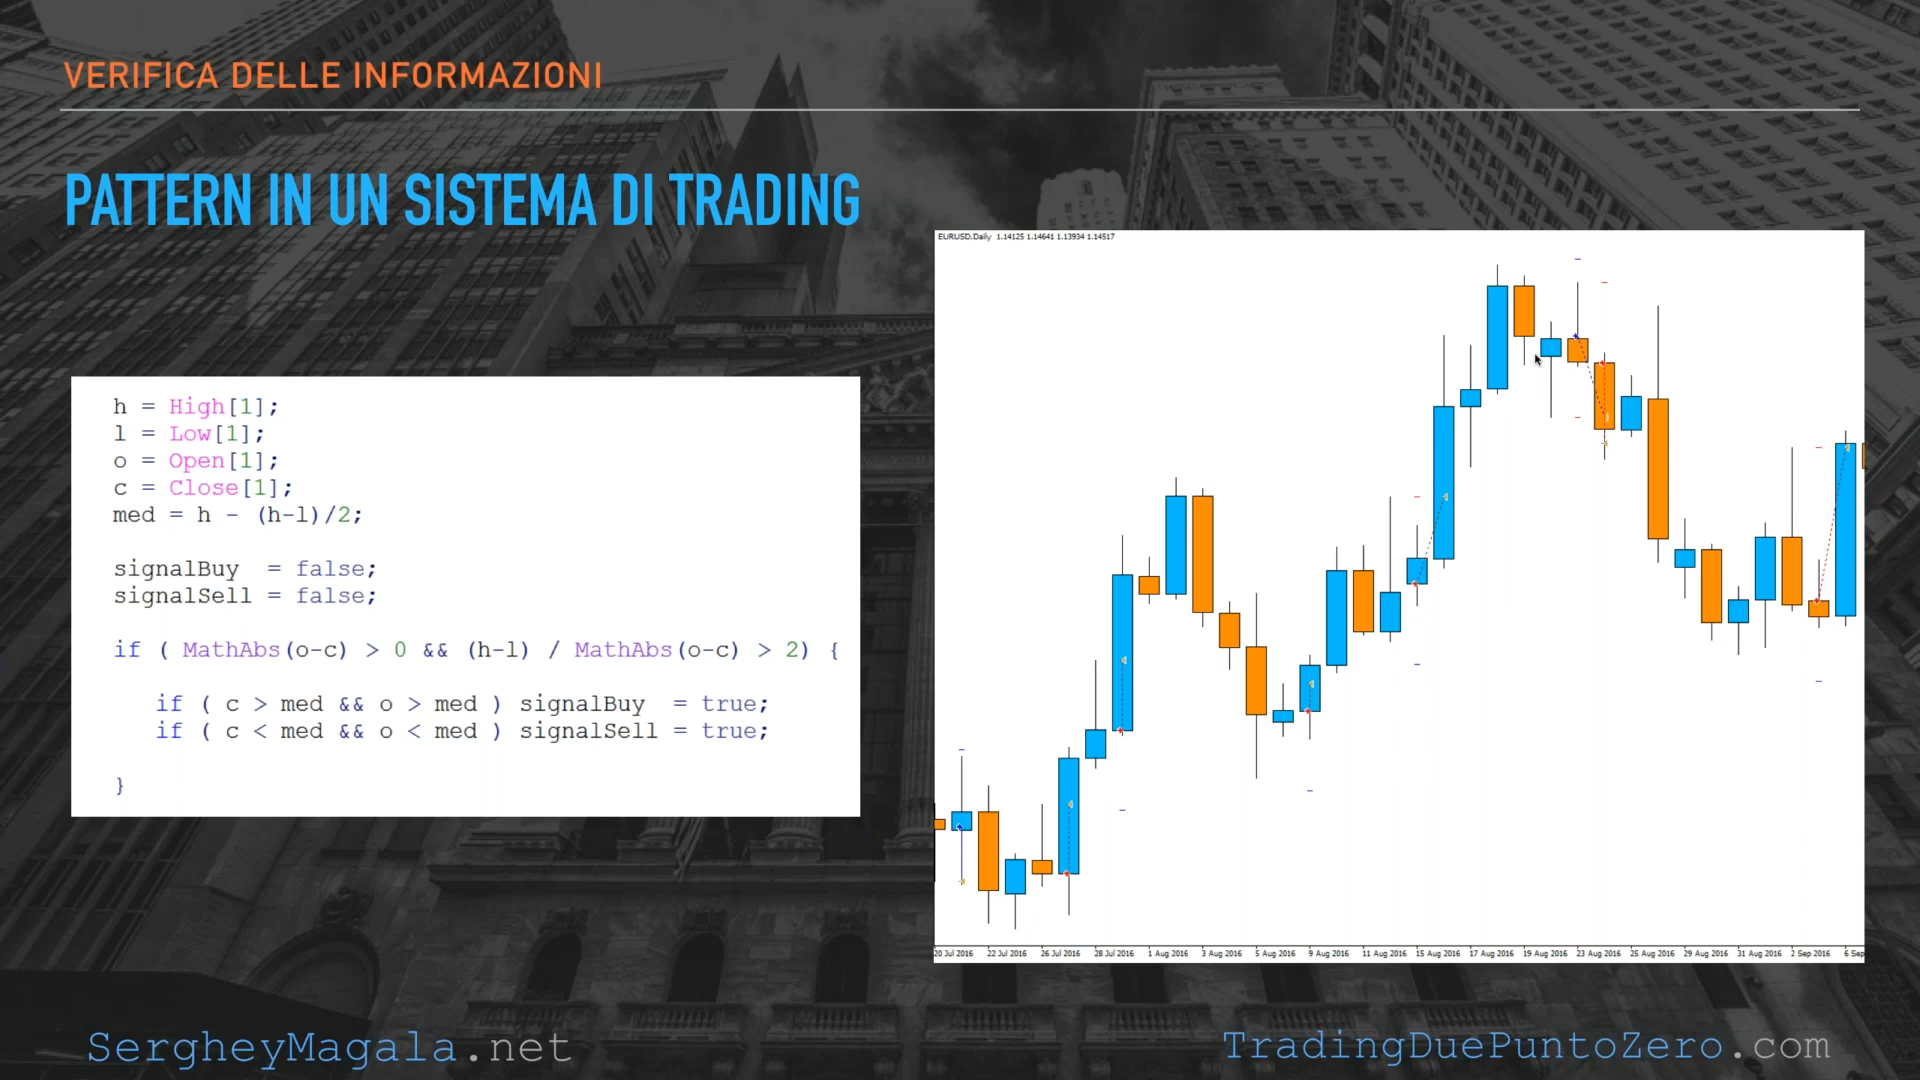 VERIFICA DELLE INFORMAZIONI
PATTERN IN UN SISTEMA DI TRADING
h = High[1];
l = Low[1];
o = Open[1];
c = Close[1];
med = h - (h-l)/2;
signalBuy  = false;
signalSell = false;
if ( MathAbs(o-c) > 0 && (h-l) / MathAbs(o-c) > 2) {
if ( c > med && o > med ) signalBuy  = true;
if ( c < med && o < med ) signalSell = true;
}
EURUSD.Daily 1.14125 1.14641 1.13934 1.14517
20 Jul 2016 22 Jul 2016 26 Jul 2016 28 Jul 2016 1 Aug 2016 3 Aug 2016 5 Aug 2016 9 Aug 2016 11 Aug 2016 15 Aug 2016 17 Aug 2016 19 Aug 2016 23 Aug 2016 25 Aug 2016 29 Aug 2016 31 Aug 2016 2 Sep 2016 6 Sep
SergheyMagala.net
TradingDuePuntoZero.com